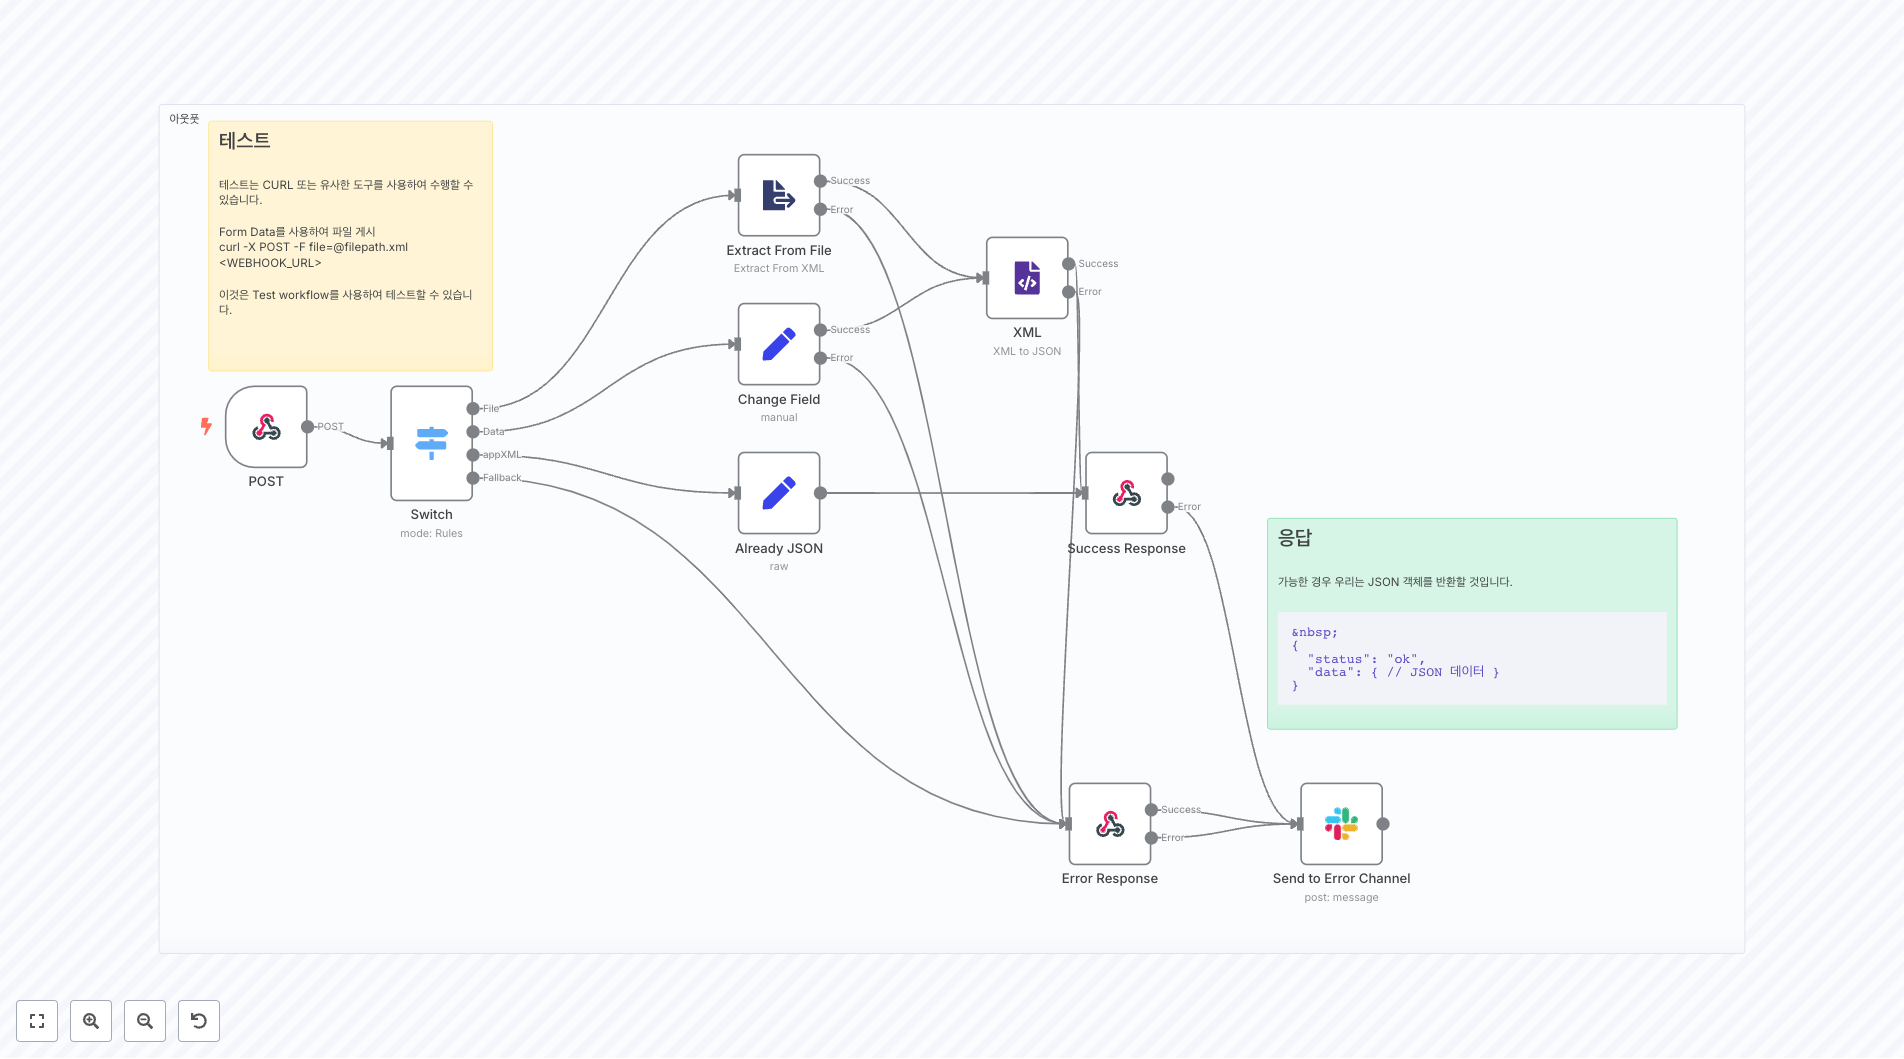 아웃풋
테스트
테스트는 CURL 또는 유사한 도구를 사용하여 수행할 수
있습니다.
Form Data를 사용하여 파일 게시
curl -X POST -F file=@filepath.xml
<WEBHOOK_URL>
이것은 Test workflow를 사용하여 테스트할 수 있습니
다.
POST
POST
File
Data
appXML
Fallback
Switch
mode: Rules
Success
Error
Extract From File
Extract From XML
Success
Error
Change Field
manual
Already JSON
raw
Success
Error
XML
XML to JSON
Error
Success Response
응답
가능한 경우 우리는 JSON 객체를 반환할 것입니다.
&nbsp;
{
"status": "ok",
"data": { // JSON 데이터 }
}
Success
Error
Error Response
Send to Error Channel
post: message